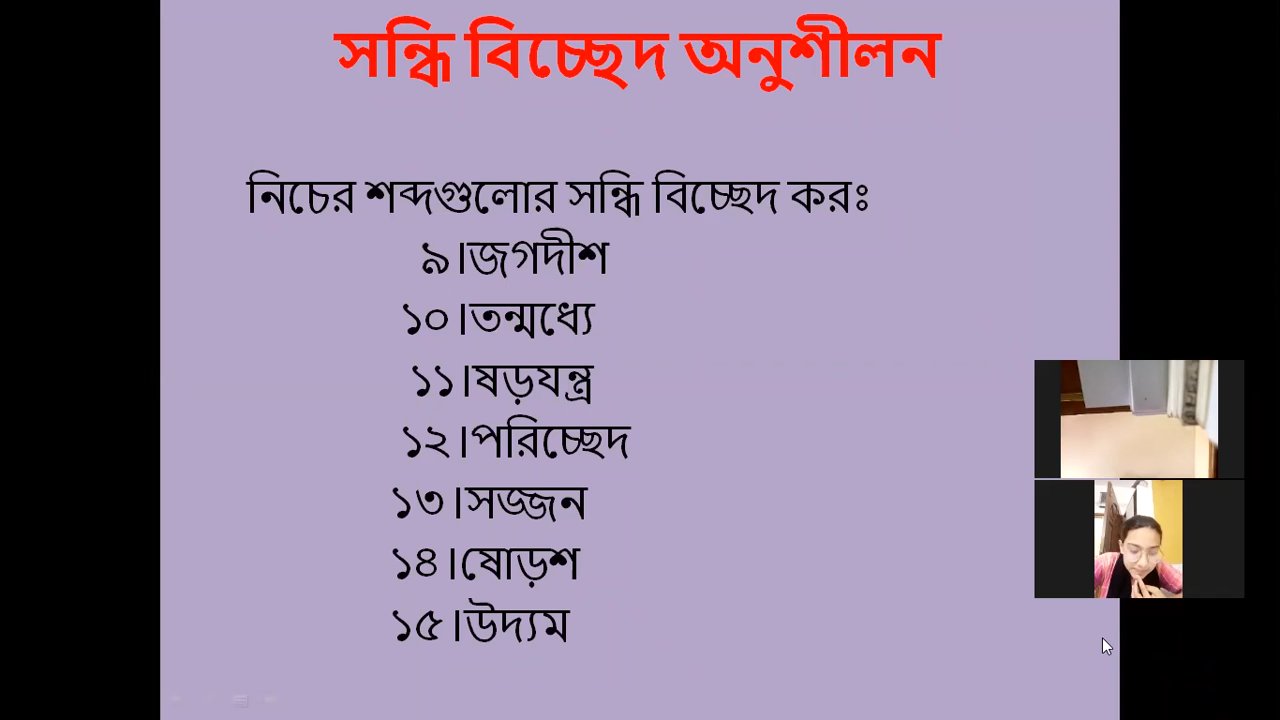 সন্ধি বিচ্ছেদ অনুশীলন
নিচের শব্দগুলোর সন্ধি বিচ্ছেদ করঃ
৯।জগদীশ
১০।তন্মধ্যে
১১।ষড়যন্ত্র
১২।পরিচ্ছেদ
১৩।সজ্জন
১৪।ষোড়শ
১৫।উদ্যম